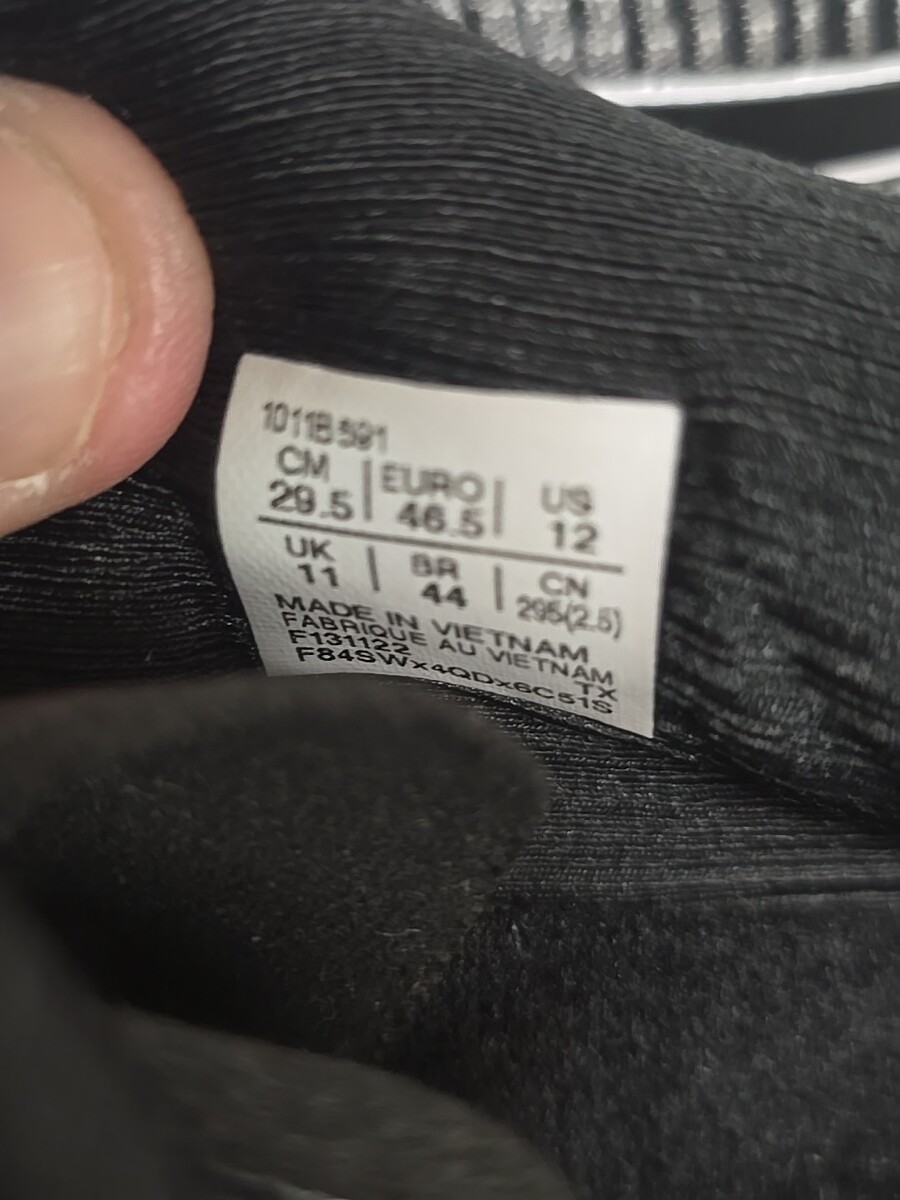 1011B591
CM | EURO | US
29.5 | 46.5 | 12
UK | BR | CN
11 | 44 | 295(2.5)
MADE IN VIETNAM
FABRIQUE AU VIETNAM
F131122 TX
F84SWx4QDx6C51S